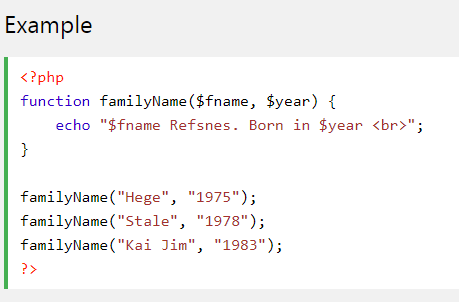 Example
<?php
function familyName($fname, $year) {
    echo "$fname Refsnes. Born in $year <br>";
}

familyName("Hege", "1975");
familyName("Stale", "1978");
familyName("Kai Jim", "1983");
?>